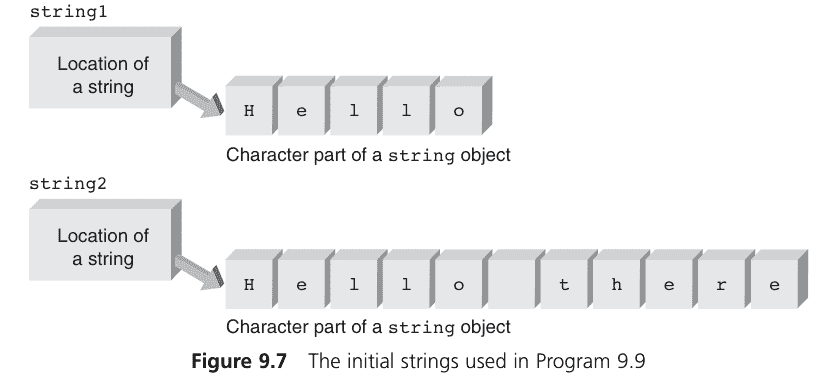 string1
Location of
a string
H e l l o
Character part of a string object
string2
Location of
a string
H e l l o t h e r e
Character part of a string object
Figure 9.7 The initial strings used in Program 9.9